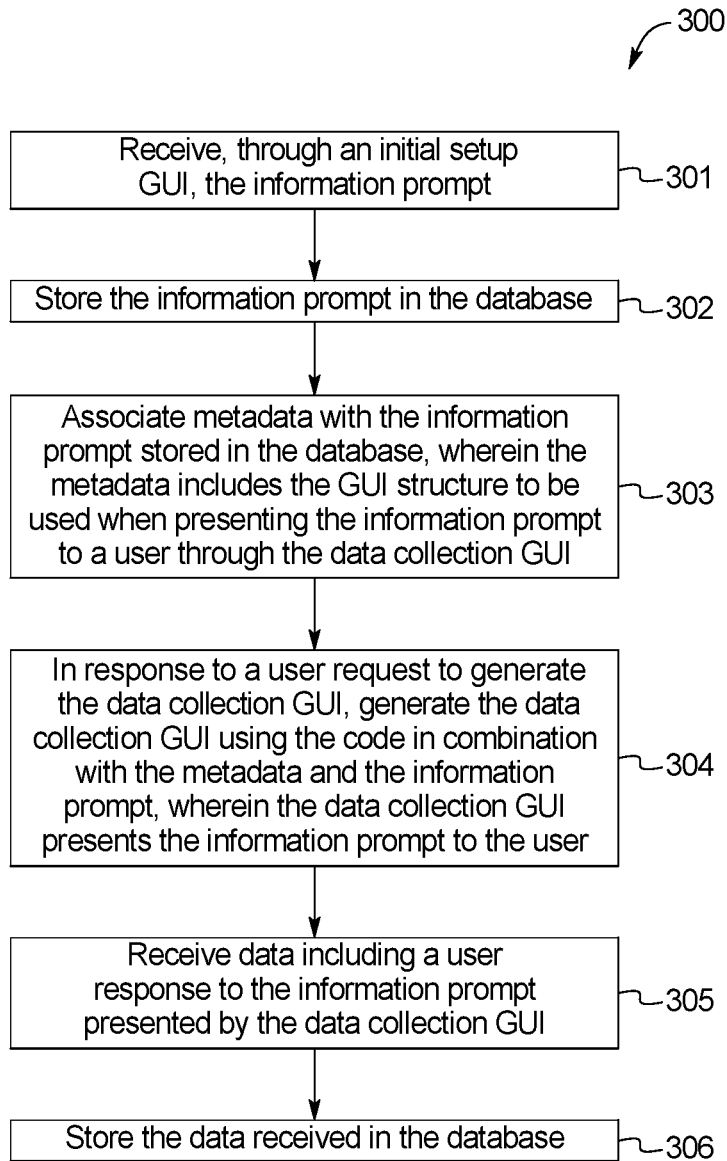 300
Receive, through an initial setup
GUI, the information prompt
301
Store the information prompt in the database
302
Associate metadata with the information
prompt stored in the database, wherein the
metadata includes the GUI structure to be
used when presenting the information prompt
to a user through the data collection GUI
303
In response to a user request to generate
the data collection GUI, generate the data
collection GUI using the code in combination
with the metadata and the information
prompt, wherein the data collection GUI
presents the information prompt to the user
304
Receive data including a user
response to the information prompt
presented by the data collection GUI
305
Store the data received in the database
306